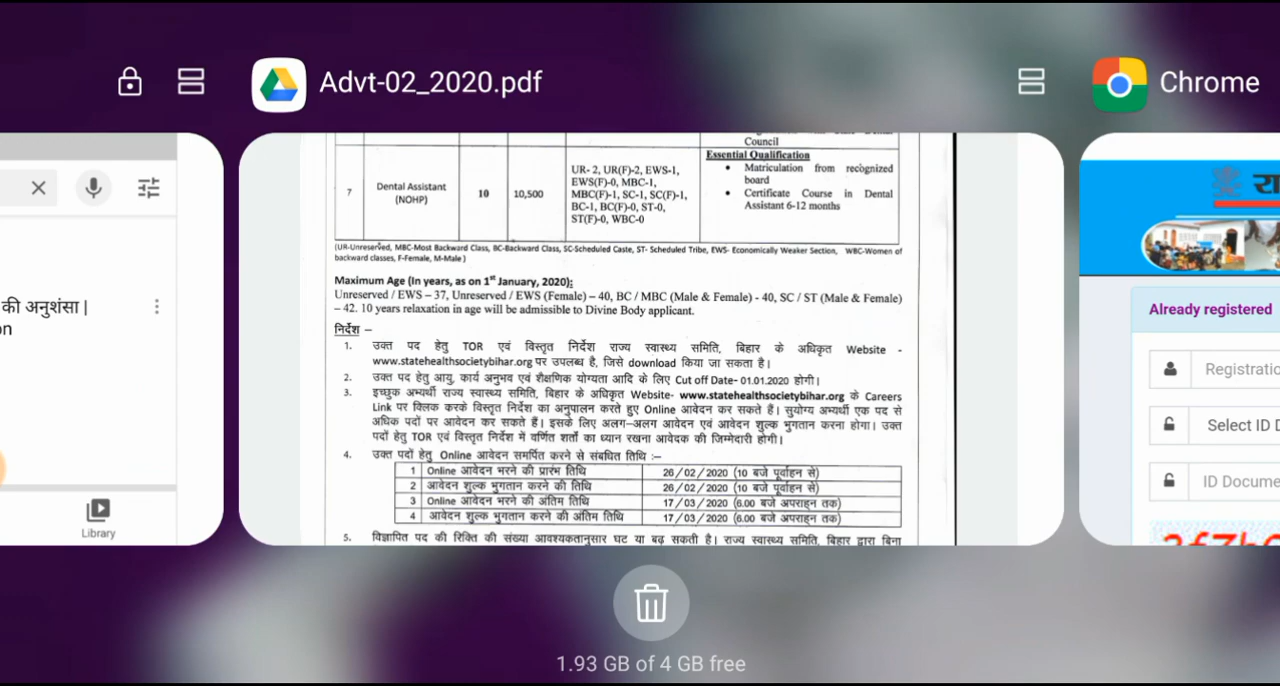 Advt-02_2020.pdf
Chrome
की अनुशंसा |
on
Library
Council
Essential Qualification
7
Dental Assistant
(NOHP)
10
10,500
UR- 2, UR(F)-2, EWS-1,
EWS(F)-0, MBC-1,
MBC(F)-1, SC-1, SC(F)-1,
BC-1, BC(F)-0, ST-0,
ST(F)-0, WBC-0
• Matriculation from recognized
board
• Certificate Course in Dental
Assistant 6-12 months
(UR-Unreserved, MBC-Most Backward Class, BC-Backward Class, SC-Scheduled Caste, ST- Scheduled Tribe, EWS- Economically Weaker Section, WBC-Women of
backward classes, F-Female, M-Male )
Maximum Age (In years, as on 1st January, 2020);
Unreserved / EWS – 37, Unreserved / EWS (Female) – 40, BC / MBC (Male & Female) - 40, SC / ST (Male & Female)
– 42. 10 years relaxation in age will be admissible to Divine Body applicant.
निर्देश –
1. उक्त पद हेतु TOR एवं विस्तृत निर्देश राज्य स्वास्थ्य समिति, बिहार के अधिकृत Website -
www.statehealthsocietybihar.org पर उपलब्ध है, जिसे download किया जा सकता है।
2. उक्त पद हेतु आयु, कार्य अनुभव एवं शैक्षणिक योग्यता आदि के लिए Cut off Date- 01.01.2020 होगी।
3. इच्छुक अभ्यर्थी राज्य स्वास्थ्य समिति, बिहार के अधिकृत Website- www.statehealthsocietybihar.org के Careers
Link पर क्लिक करके विस्तृत निर्देश का अनुपालन करते हुए Online आवेदन कर सकते हैं। सुयोग्य अभ्यर्थी एक पद से
अधिक पदों पर आवेदन कर सकते हैं। इसके लिए अलग–अलग आवेदन एवं आवेदन शुल्क भुगतान करना होगा। उक्त
पदों हेतु TOR एवं विस्तृत निर्देश में वर्णित शर्तो का ध्यान रखना आवेदक की जिम्मेदारी होगी।
4. उक्त पदों हेतु Online आवेदन समर्पित करने से संबंधित तिथि :–
1 Online आवेदन भरने की प्रारंभ तिथि 26/02/2020 (10 बजे पूर्वाहन से)
2 आवेदन शुल्क भुगतान करने की तिथि 26/02/2020 (10 बजे पूर्वाहन से)
3 Online आवेदन भरने की अंतिम तिथि 17/03/2020 (6.00 बजे अपराहन तक)
4 आवेदन शुल्क भुगतान करने की अंतिम तिथि 17/03/2020 (6.00 बजे अपराहन तक)
5. विज्ञापित पद की रिक्ति की संख्या आवश्यकतानुसार घट या बढ़ सकती है। राज्य स्वास्थ्य समिति, बिहार द्वारा बिना
रा
Already registered
Registratio
Select ID D
ID Docume
1.93 GB of 4 GB free